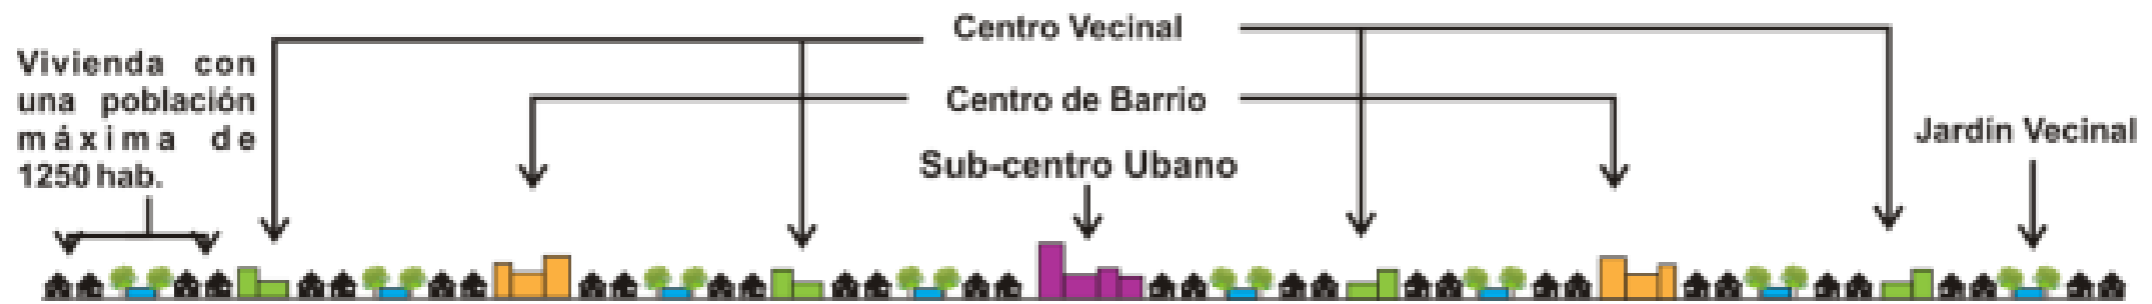 Vivienda con
una población
máxima de
1250 hab.
Centro Vecinal
Centro de Barrio
Sub-centro Ubano
Jardín Vecinal